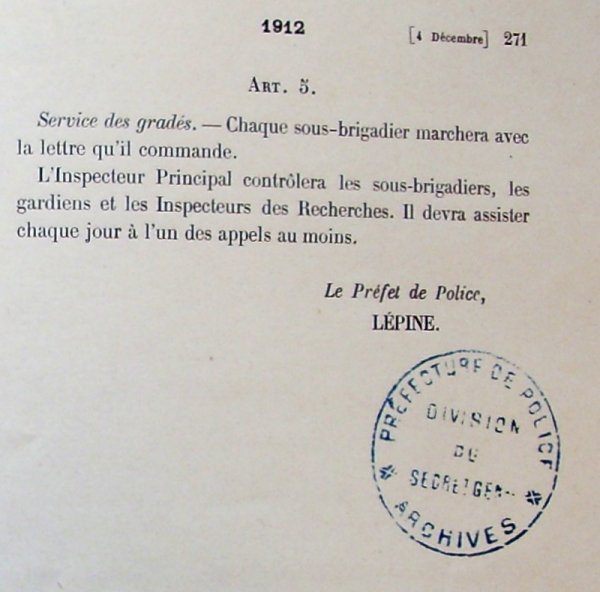 1912
[4 Décembre] 271
ART. 5.
Service des gradés. — Chaque sous-brigadier marchera avec
la lettre qu'il commande.
L'Inspecteur Principal contrôlera les sous-brigadiers, les
gardiens et les Inspecteurs des Recherches. Il devra assister
chaque jour à l'un des appels au moins.
Le Préfet de Police,
LÉPINE.
PRÉFECTURE DE POLICE
DIVISION
DU
ARCHIVES